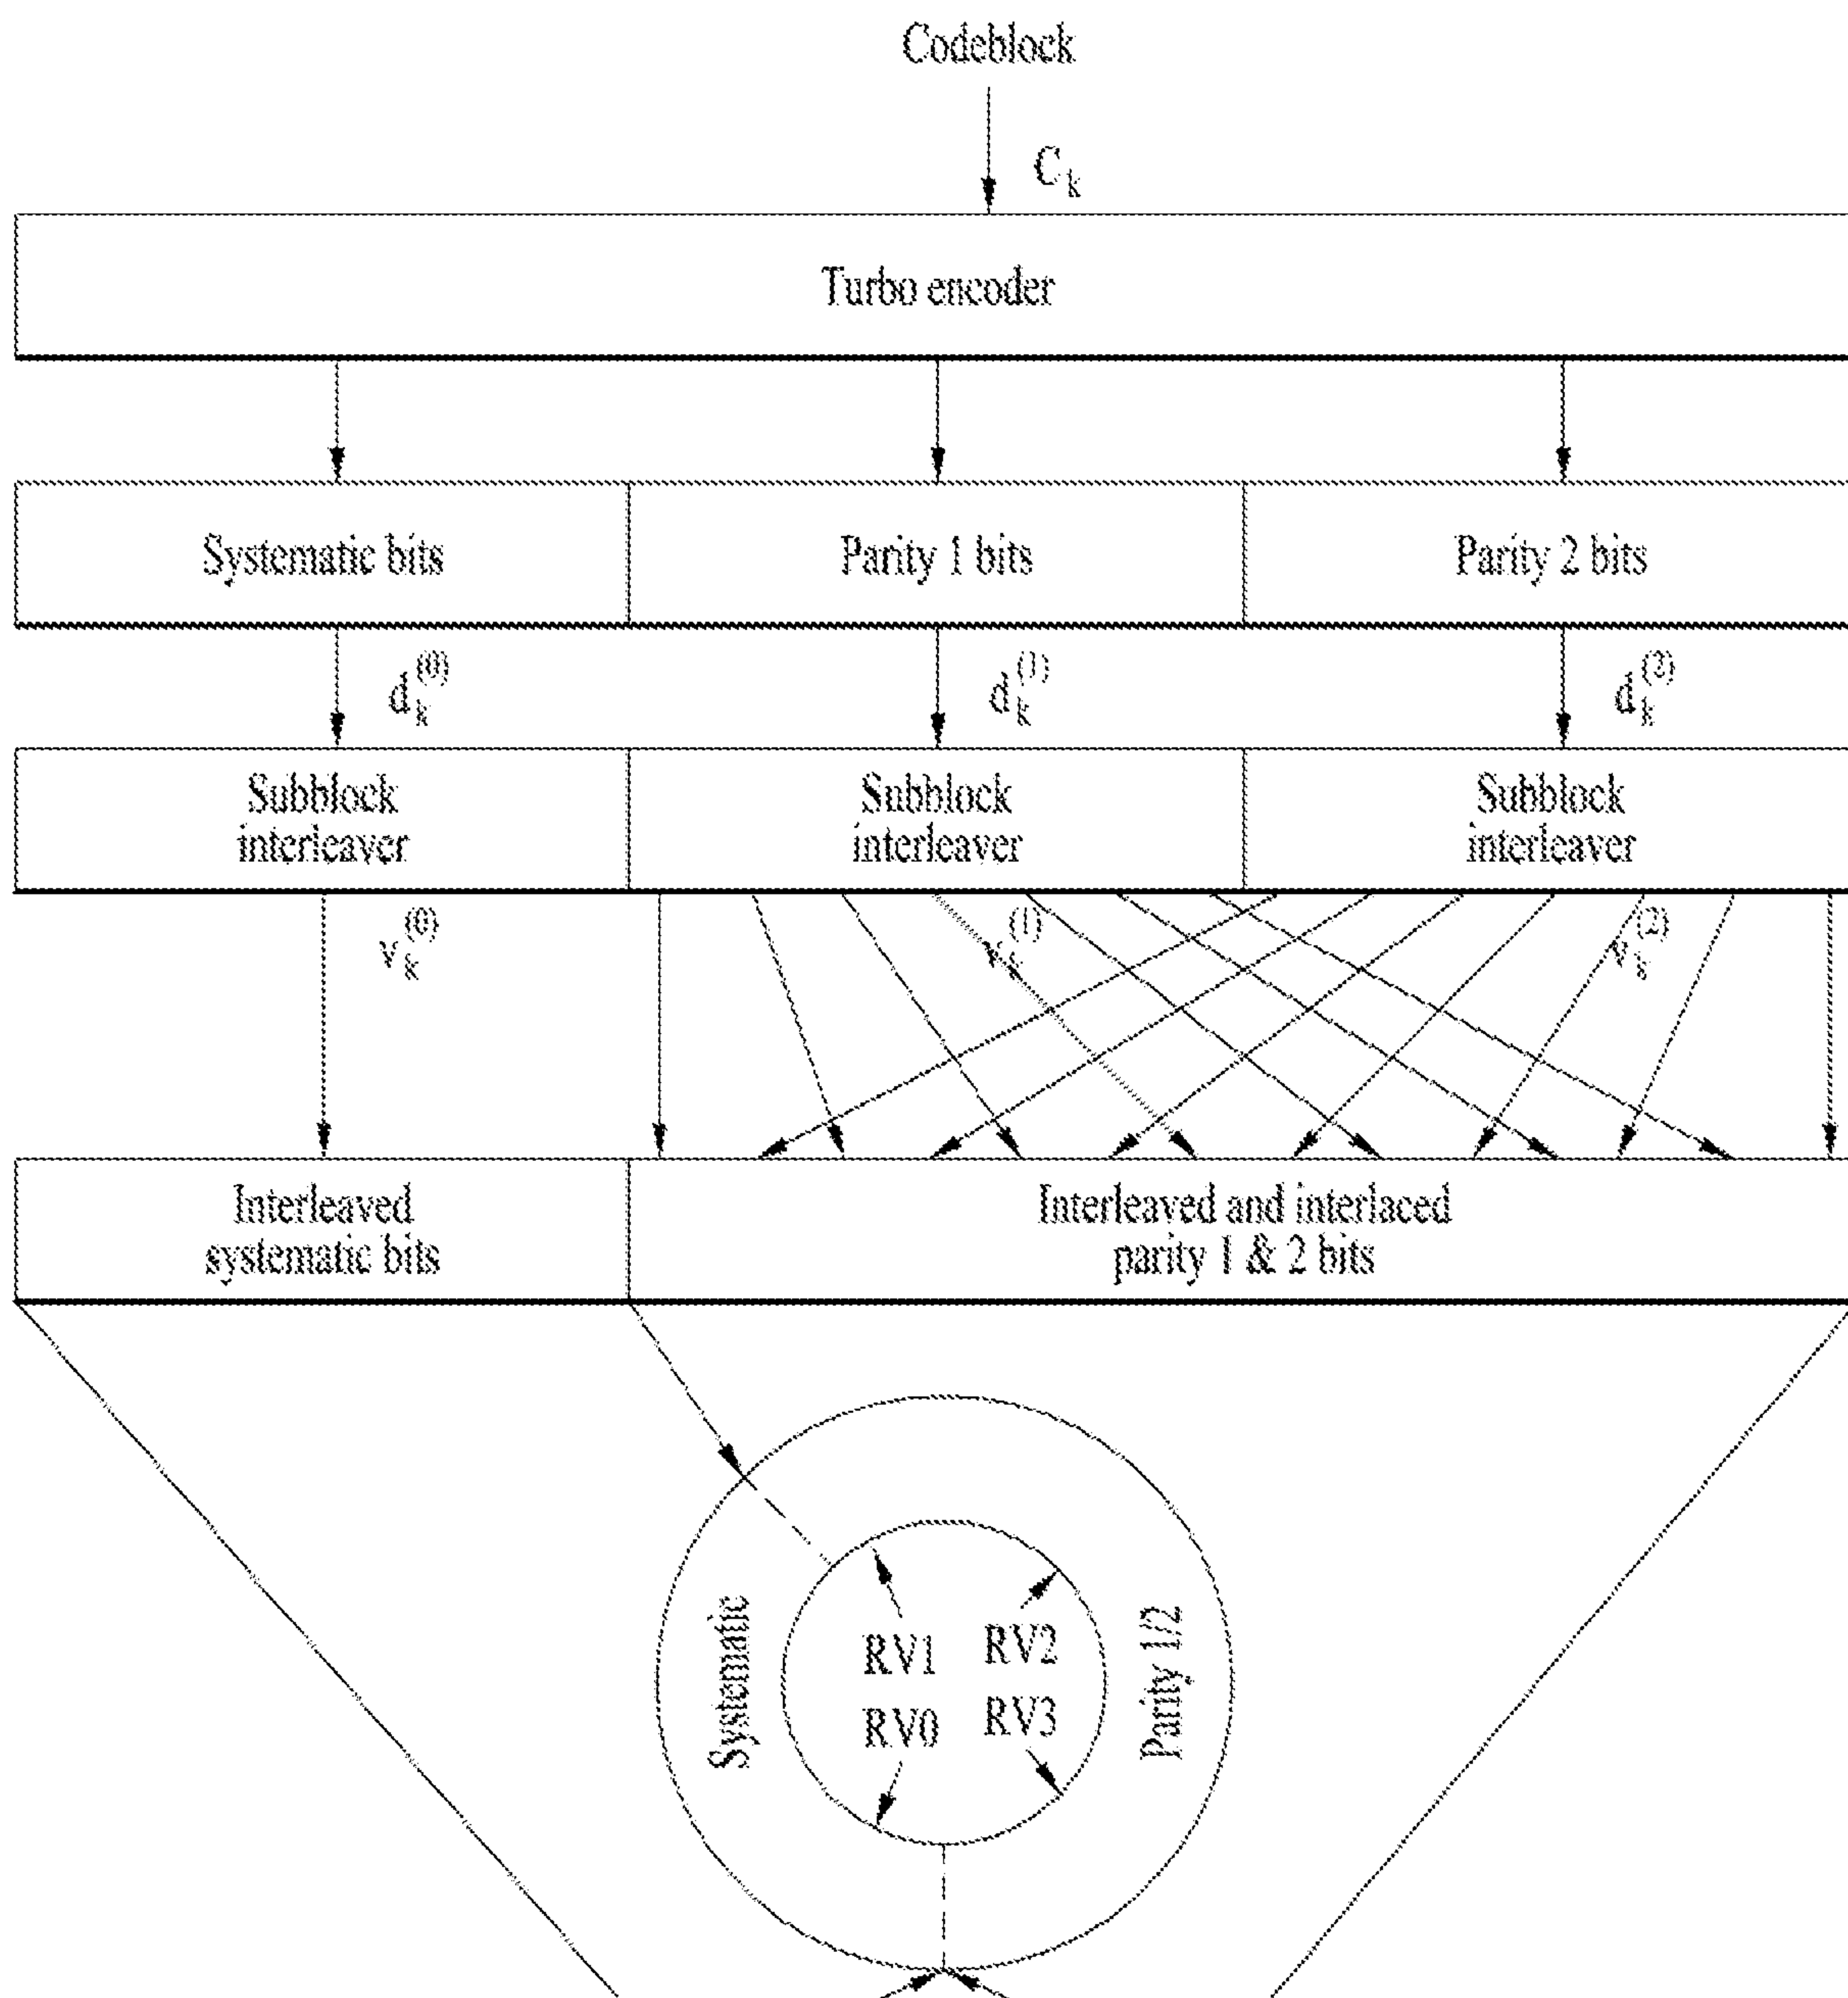 Codeblock
C_k
Turbo encoder
Systematic bits
Parity 1 bits
Parity 2 bits
d_k^(0)
d_k^(1)
d_k^(2)
Subblock
interleaver
Subblock
interleaver
Subblock
interleaver
v_k^(0)
v_k^(1)
v_k^(2)
Interleaved
systematic bits
Interleaved and interlaced
parity 1 & 2 bits
Systematic
RV1
RV2
RV0
RV3
Parity 1/2